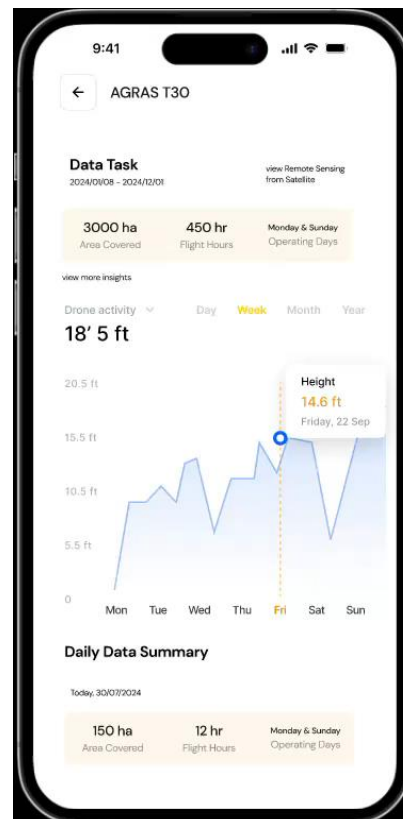 9:41
AGRAS T30
Data Task
2024/01/08 - 2024/12/01
view Remote Sensing
from Satellite
3000 ha
Area Covered
450 hr
Flight Hours
Monday & Sunday
Operating Days
view more insights
Drone activity
Day
Week
Month
Year
18’ 5 ft
20.5 ft
15.5 ft
10.5 ft
5.5 ft
0
Height
14.6 ft
Friday, 22 Sep
Mon
Tue
Wed
Thu
Fri
Sat
Sun
Daily Data Summary
Today, 30/07/2024
150 ha
Area Covered
12 hr
Flight Hours
Monday & Sunday
Operating Days